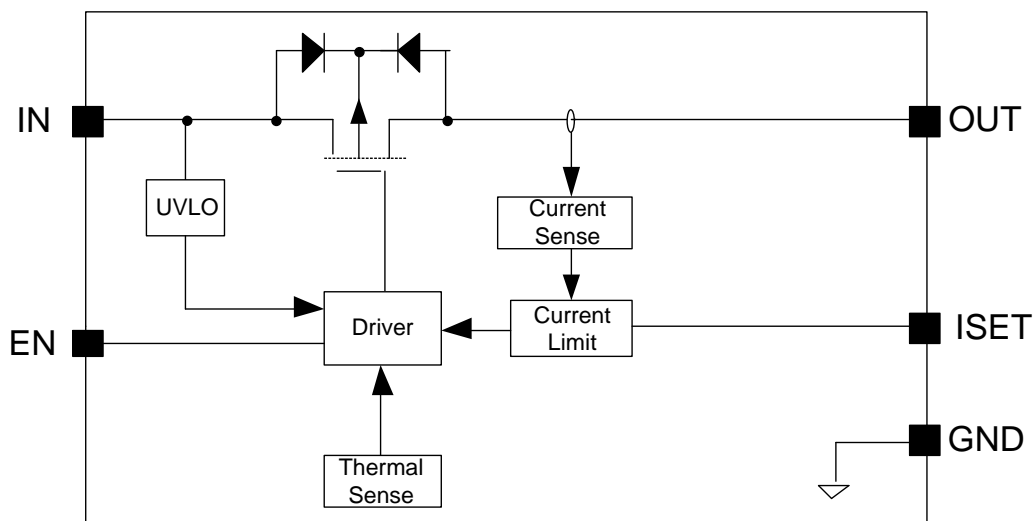 IN
OUT
UVLO
Current
Sense
EN
Driver
Current
Limit
ISET
GND
Thermal
Sense